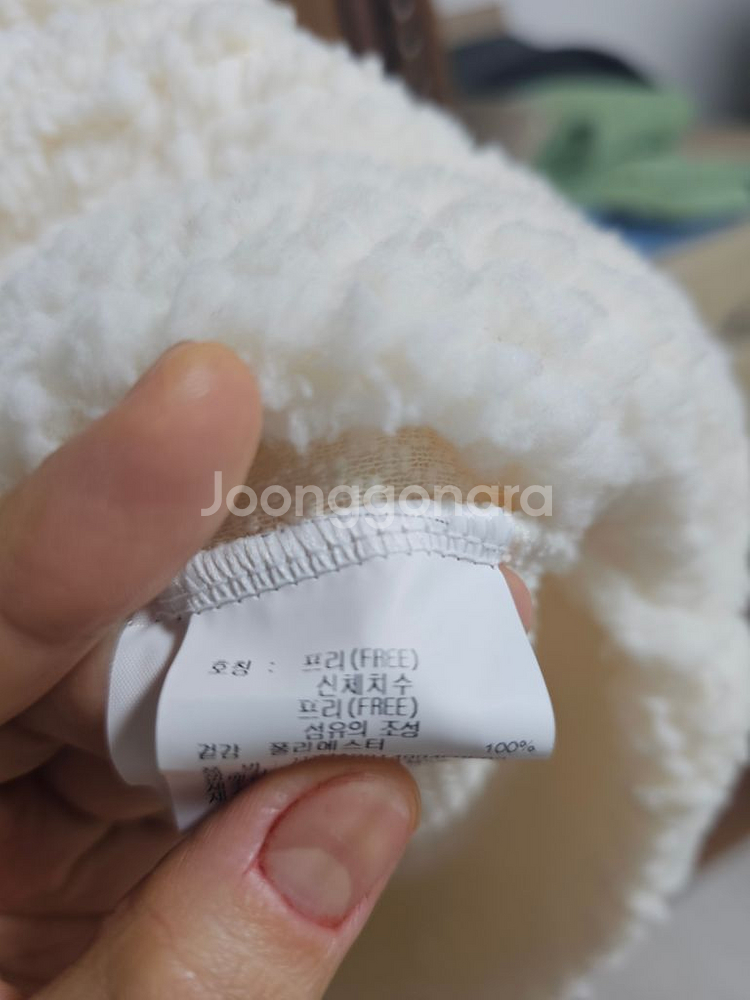 Joonggonara
호칭 : 프리(FREE)
신체치수
프리(FREE)
섬유의 조성
겉감 폴리에스터 100%